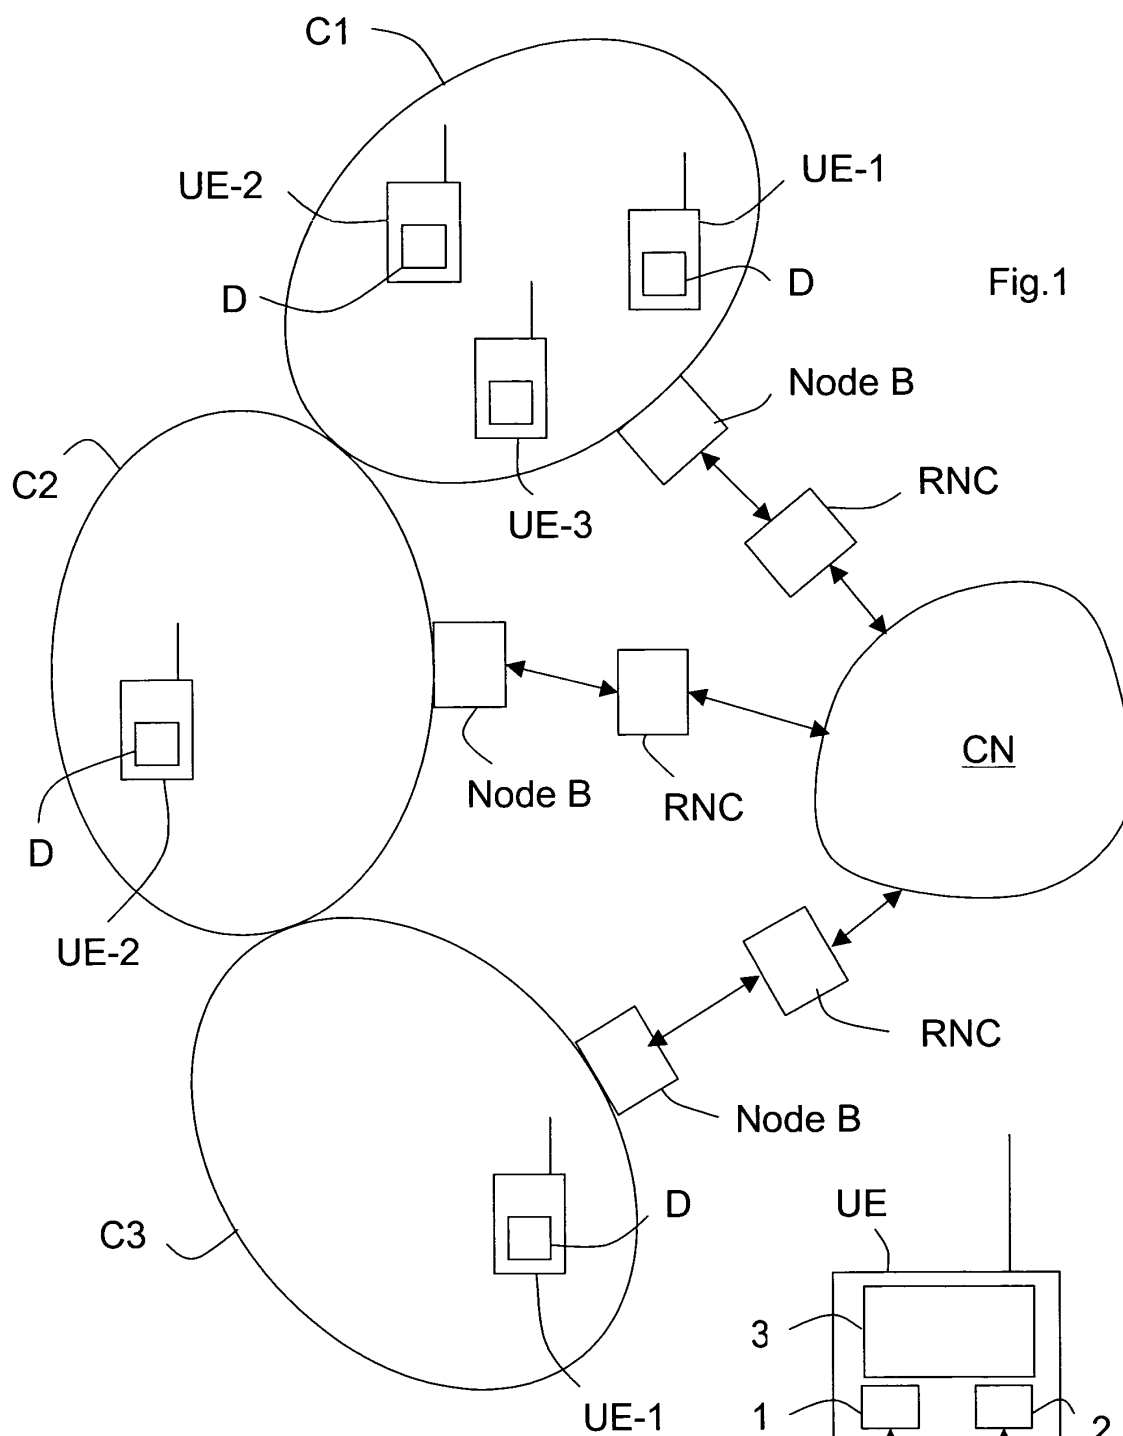 C1
UE-2
UE-1
D
D
Fig.1
Node B
C2
RNC
UE-3
CN
Node B
RNC
D
UE-2
RNC
Node B
UE
D
C3
3
1
2
UE-1